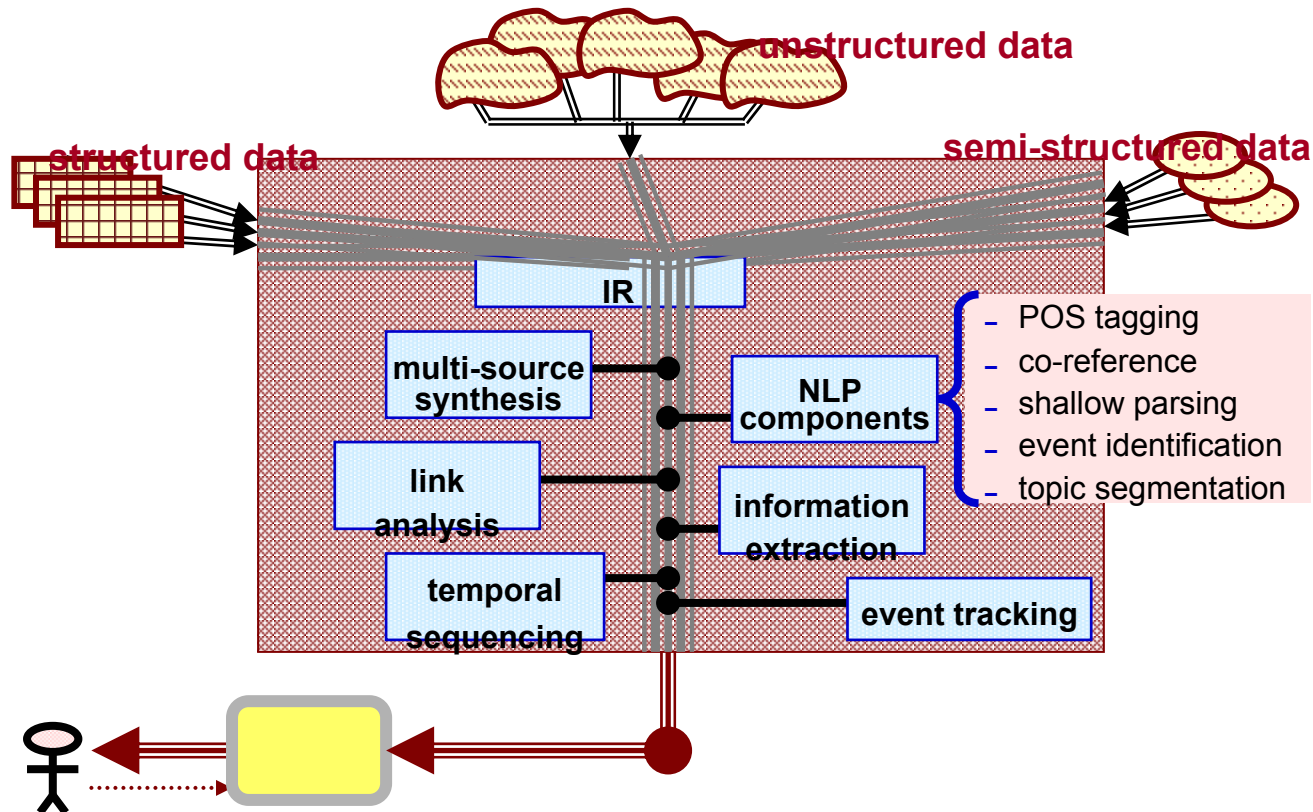 unstructured data
structured data
semi-structured data
IR
multi-source
synthesis
NLP
components
– POS tagging
– co-reference
– shallow parsing
– event identification
– topic segmentation
link
analysis
information
extraction
temporal
sequencing
event tracking